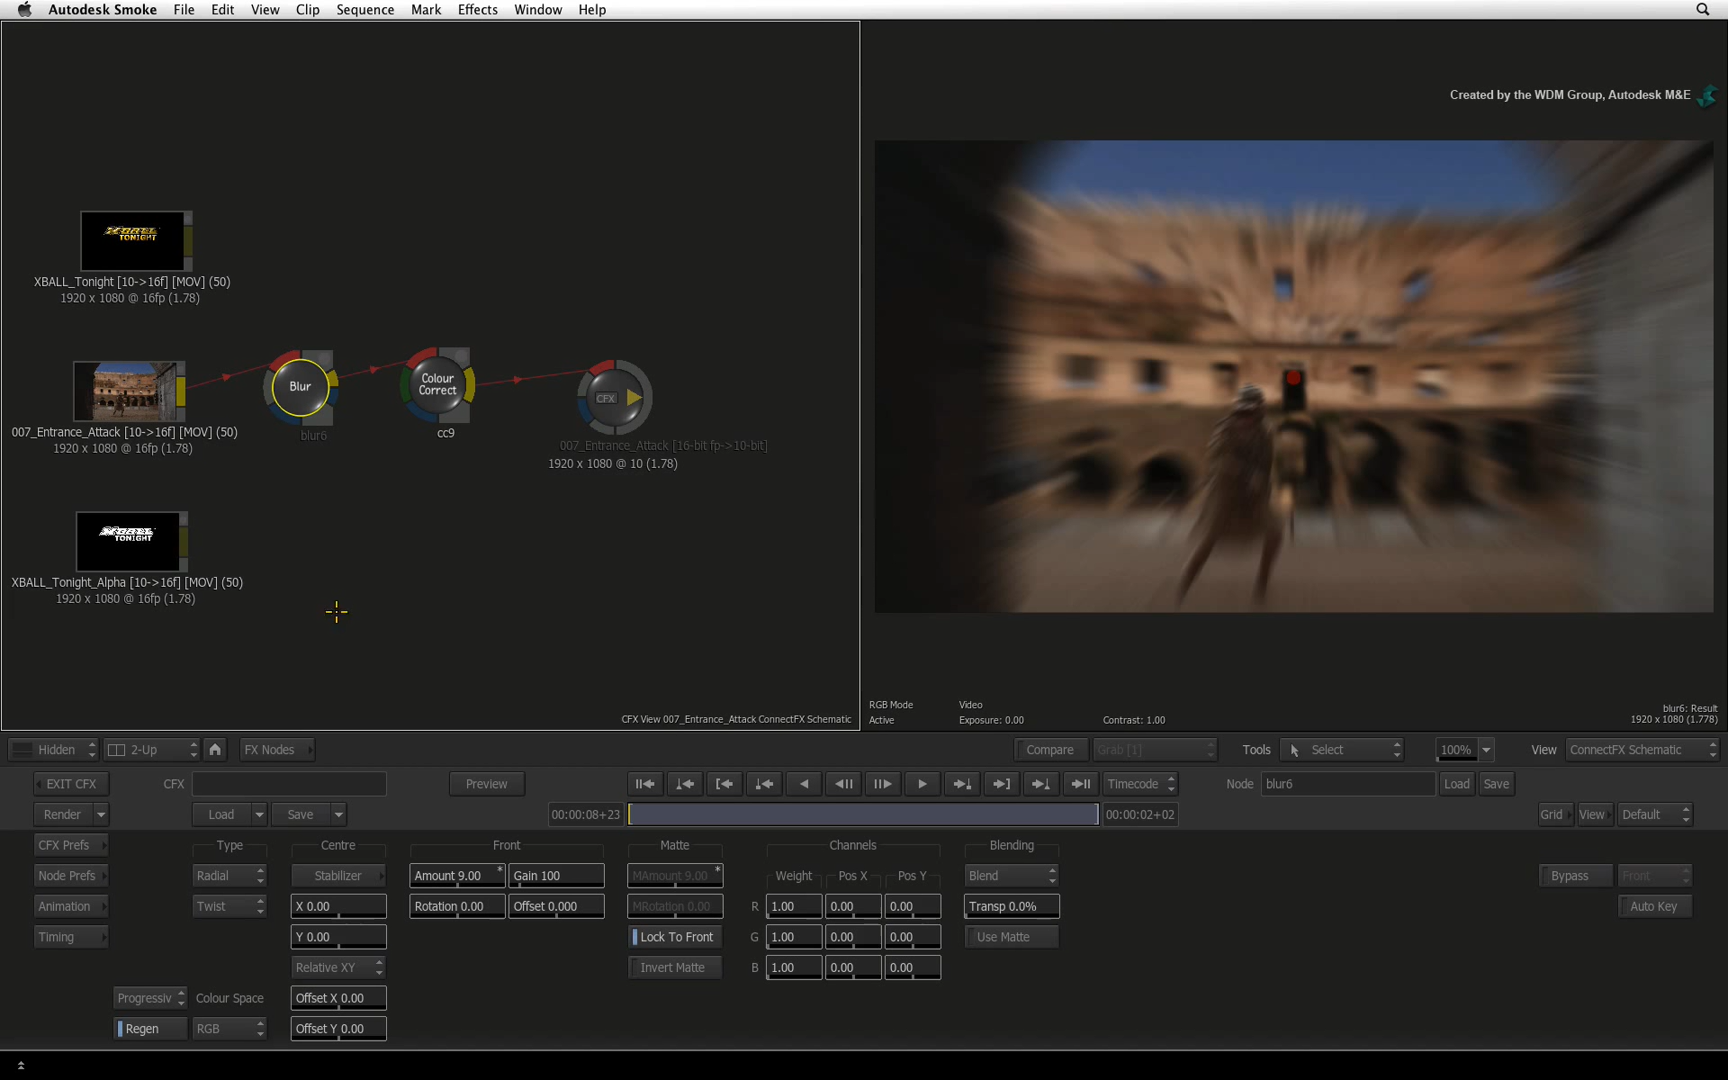 Autodesk Smoke File Edit View Clip Sequence Mark Effects Window Help
Created by the WDM Group, Autodesk M&E
X-BALL
TONIGHT
XBALL_Tonight [10->16f] [MOV] (50)
1920 x 1080 @ 16fp (1.78)
Blur
Colour
Correct
CFX
007_Entrance_Attack [10->16f] [MOV] (50)
1920 x 1080 @ 16fp (1.78)
blur6
cc9
007_Entrance_Attack [16-bit fp->10-bit]
1920 x 1080 @ 10 (1.78)
X-BALL
TONIGHT
XBALL_Tonight_Alpha [10->16f] [MOV] (50)
1920 x 1080 @ 16fp (1.78)
CFX View 007_Entrance_Attack ConnectFX Schematic
RGB Mode Video blur6: Result
Active Exposure: 0.00 Contrast: 1.00 1920 x 1080 (1.778)
Hidden 2-Up FX Nodes Compare Grab [1] Tools Select 100% View ConnectFX Schematic
EXIT CFX CFX Preview Timecode Node blur6 Load Save
Render Load Save 00:00:08+23 00:00:02+02 Grid View Default
CFX Prefs Type Centre Front Matte Channels Blending
Node Prefs Radial Stabilizer Amount 9.00 * Gain 100 MAmount 9.00 * Weight Pos X Pos Y Blend Bypass Front
Animation Twist X 0.00 Rotation 0.00 Offset 0.000 MRotation 0.00 R 1.00 0.00 0.00 Transp 0.0% Auto Key
Timing Y 0.00 Lock To Front G 1.00 0.00 0.00 Use Matte
Relative XY Invert Matte B 1.00 0.00 0.00
Progressiv Colour Space Offset X 0.00
Regen RGB Offset Y 0.00